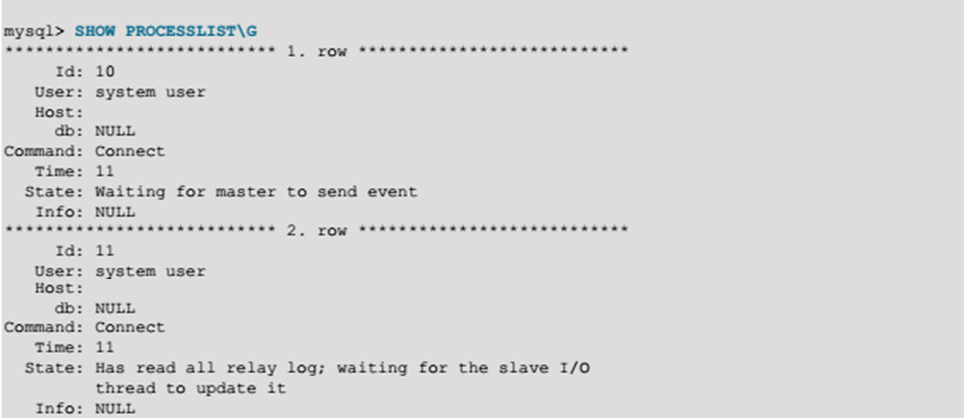 mysql> SHOW PROCESSLIST\G
*************************** 1. row ***************************
Id: 10
User: system user
Host:
db: NULL
Command: Connect
Time: 11
State: Waiting for master to send event
Info: NULL
*************************** 2. row ***************************
Id: 11
User: system user
Host:
db: NULL
Command: Connect
Time: 11
State: Has read all relay log; waiting for the slave I/O
thread to update it
Info: NULL